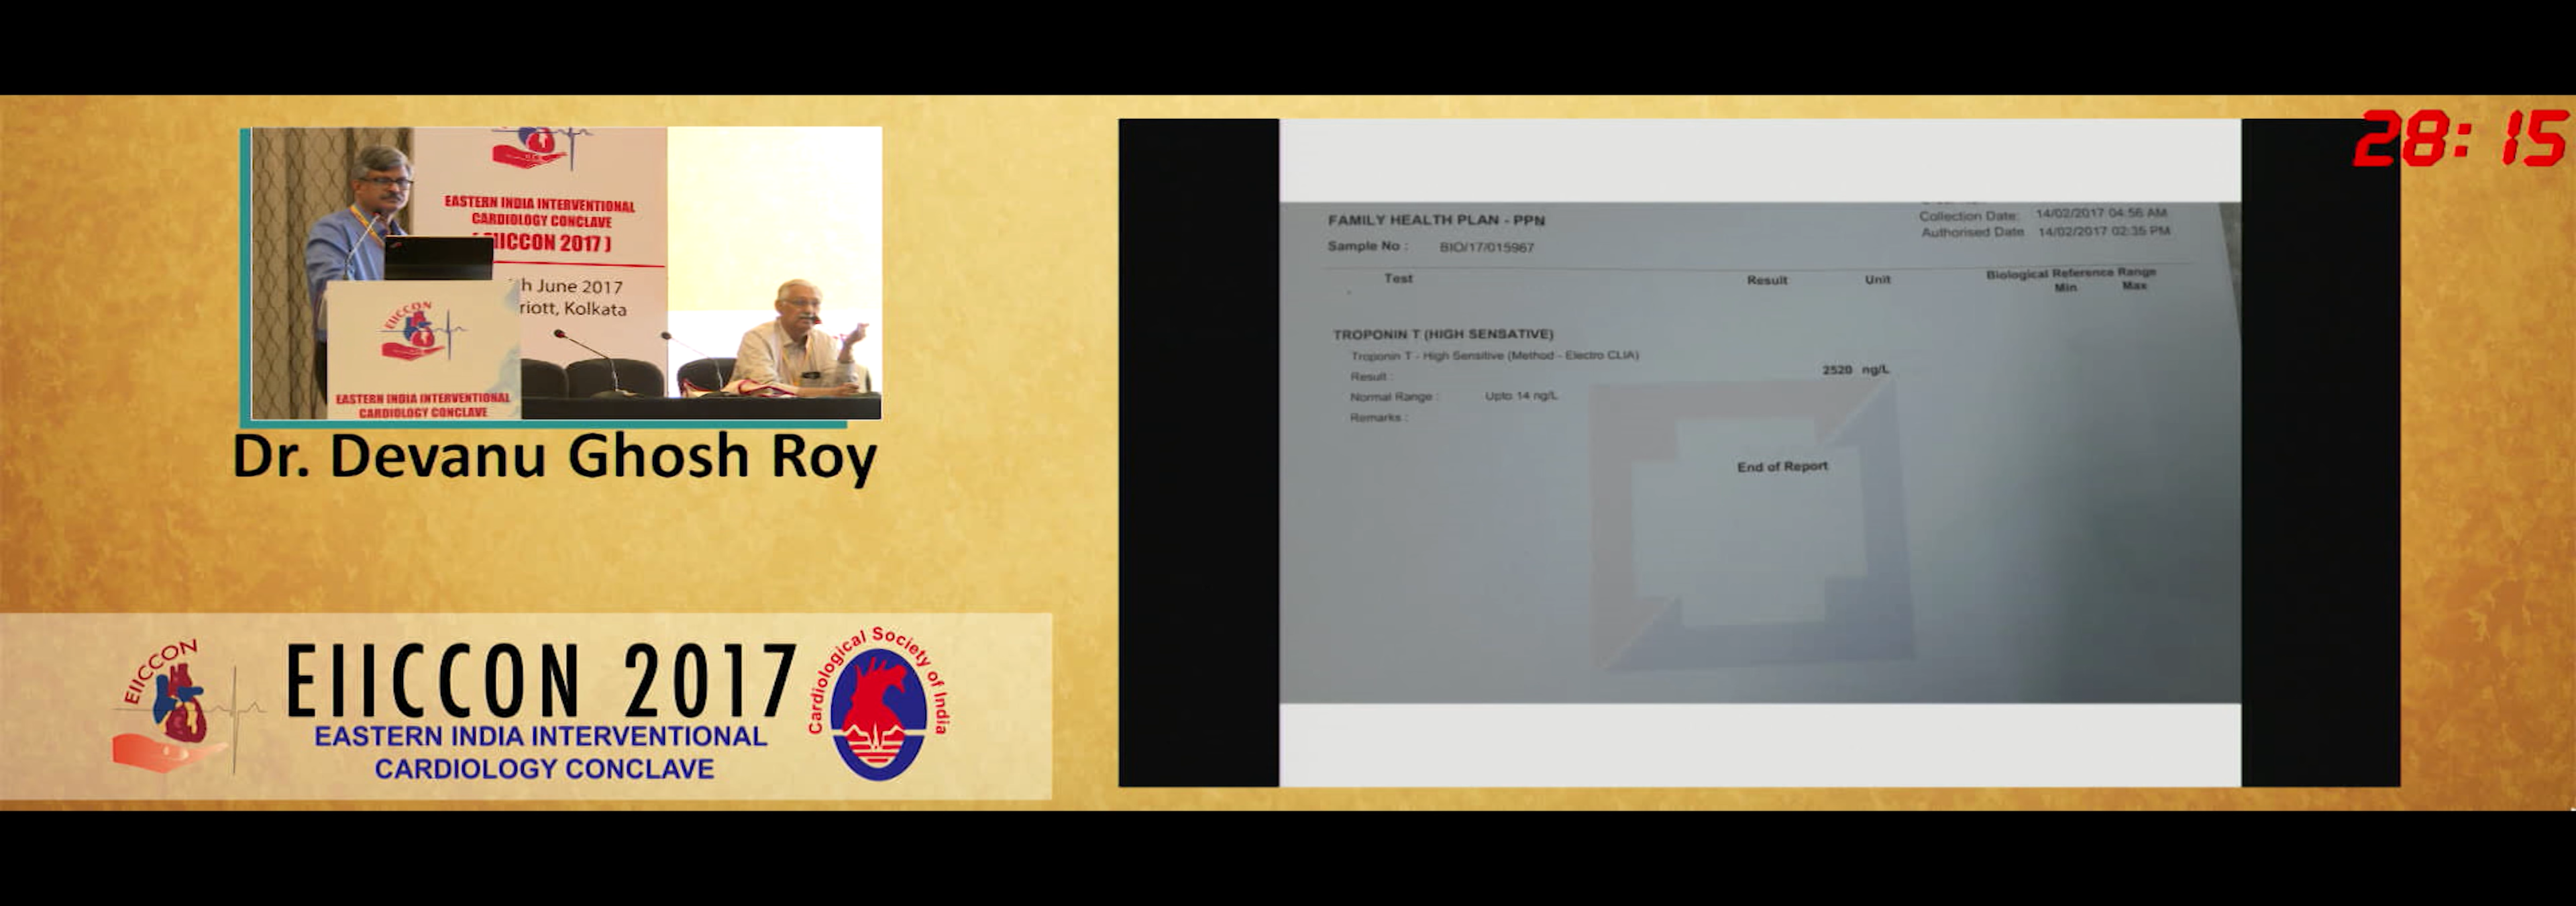 EASTERN INDIA INTERVENTIONAL
CARDIOLOGY CONCLAVE
IICCON 2017 )
h June 2017
riott, Kolkata
EIICCON
EASTERN INDIA INTERVENTIONAL
CARDIOLOGY CONCLAVE
Dr. Devanu Ghosh Roy
EIICCON
EIICCON 2017
EASTERN INDIA INTERVENTIONAL
CARDIOLOGY CONCLAVE
Cardiological Society of India
28:15
FAMILY HEALTH PLAN - PPN
Collection Date: 14/02/2017 04:56 AM
Authorised Date 14/02/2017 02:35 PM
Sample No : BIO/17/015967
Test Result Unit Biological Reference Range
Min Max
TROPONIN T (HIGH SENSATIVE)
Troponin T - High Sensitive (Method - Electro CLIA)
Result : 2520 ng/L
Normal Range : Upto 14 ng/L
Remarks :
End of Report